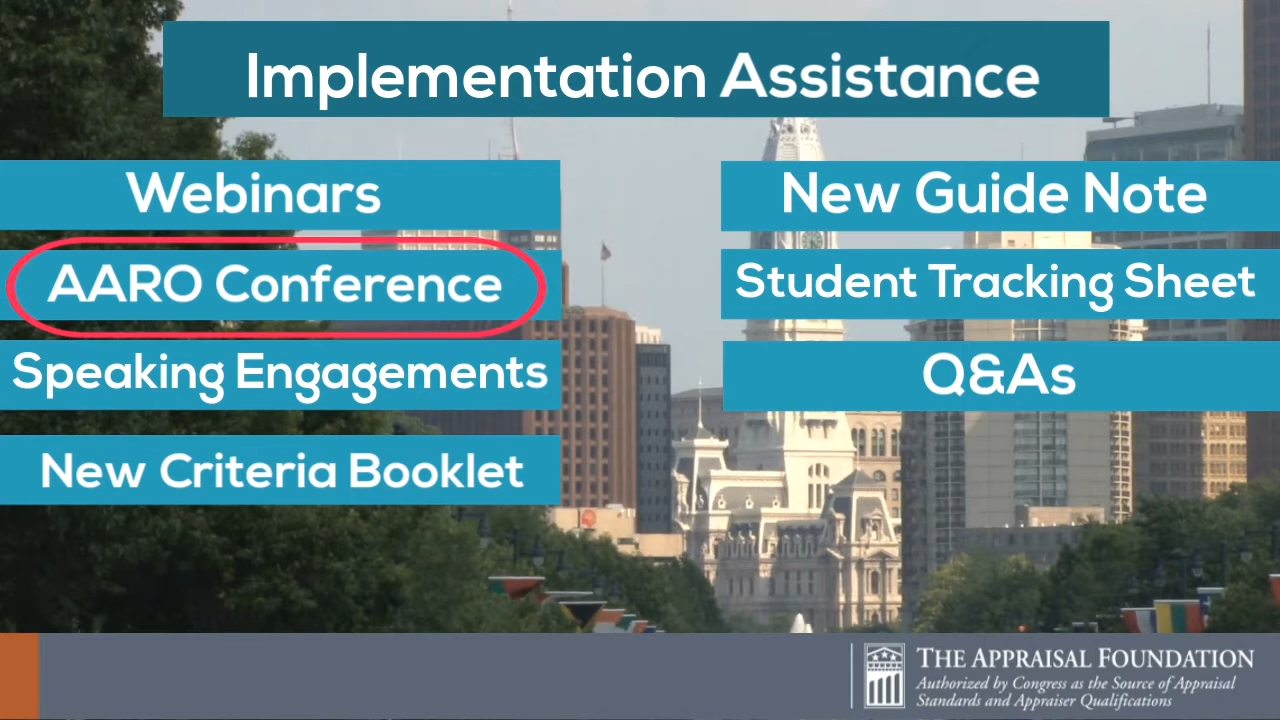 Implementation Assistance
Webinars
AARO Conference
Speaking Engagements
New Criteria Booklet
New Guide Note
Student Tracking Sheet
Q&As
THE APPRAISAL FOUNDATION
Authorized by Congress as the Source of Appraisal
Standards and Appraiser Qualifications